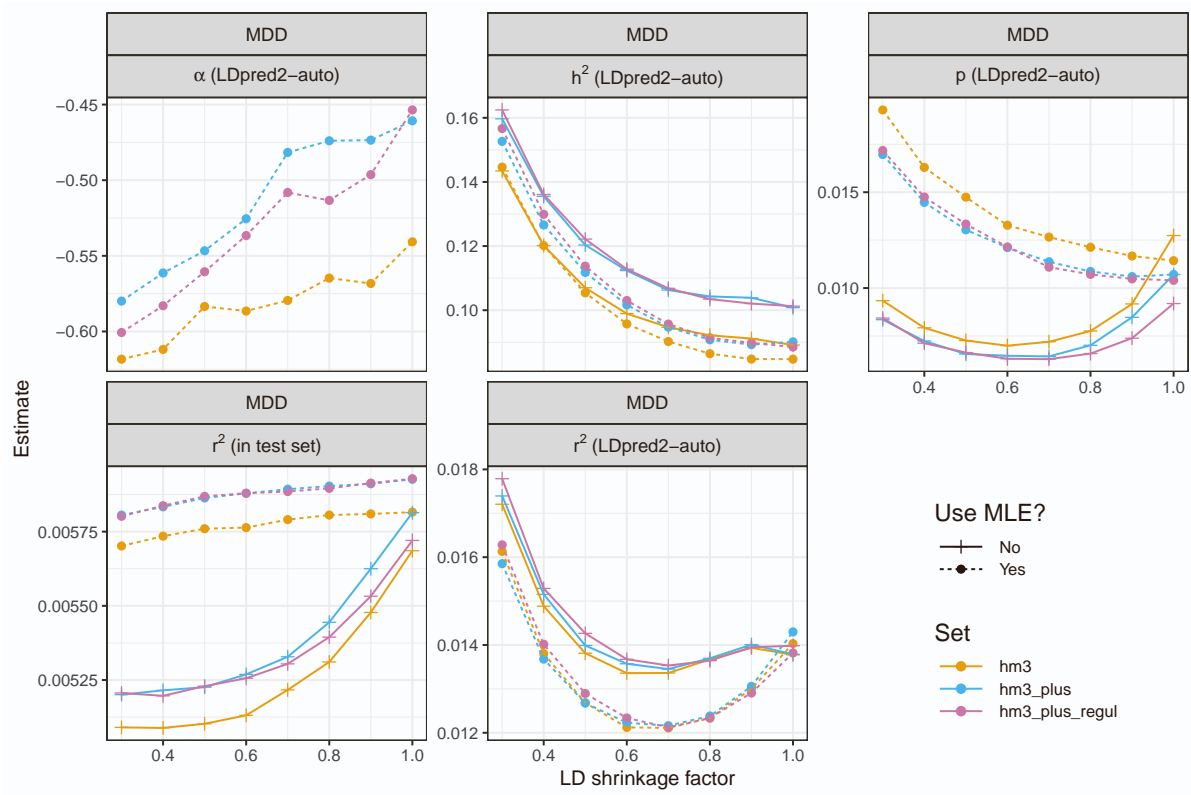 MDD
α (LDpred2−auto)
−0.45
−0.50
−0.55
−0.60
MDD
h² (LDpred2−auto)
0.16
0.14
0.12
0.10
MDD
p (LDpred2−auto)
0.015
0.010
0.4 0.6 0.8 1.0
Estimate
MDD
r² (in test set)
0.00575
0.00550
0.00525
0.4 0.6 0.8 1.0
MDD
r² (LDpred2−auto)
0.018
0.016
0.014
0.012
0.4 0.6 0.8 1.0
LD shrinkage factor
Use MLE?
No
Yes
Set
hm3
hm3_plus
hm3_plus_regul